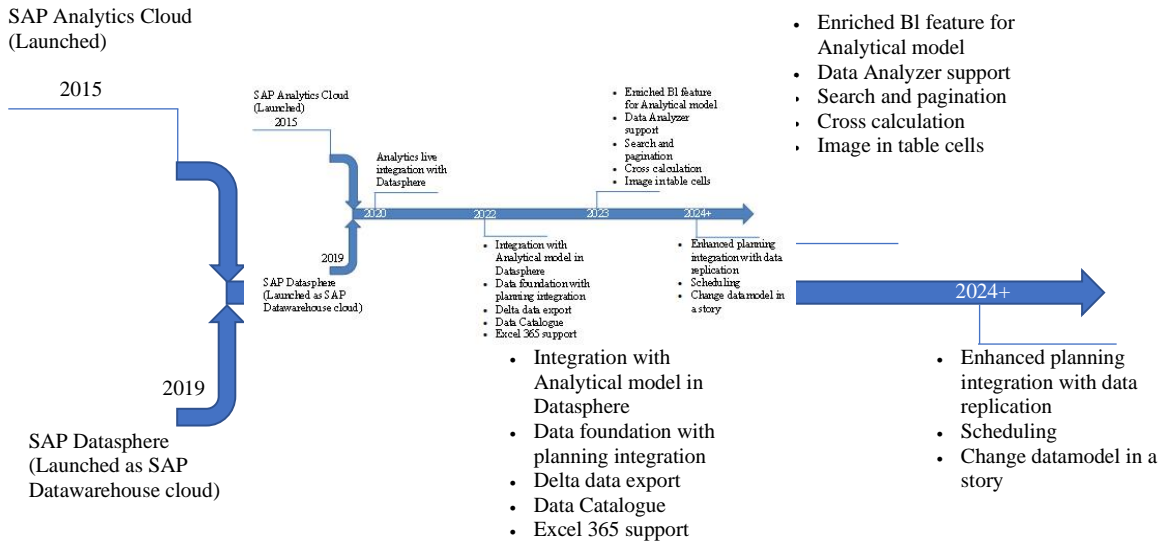 SAP Analytics Cloud
(Launched)
2015
2019
SAP Datasphere
(Launched as SAP
Datawarehouse cloud)
SAP Analytics Cloud
(Launched)
2015
Analytics live
integration with
Datasphere
2020
2019
SAP Datasphere
(Launched as SAP
Datawarehouse cloud)
2022
• Integration with
Analytical model in
Datasphere
• Data foundation with
planning integration
• Delta data export
• Data Catalogue
• Excel 365 support
• Enriched Bl feature
for Analytical model
• Data Analyzer
support
• Search and
pagination
• Cross calculation
• Image in table cells
2023
2024+
• Enhanced planning
integration with data
replication
• Scheduling
• Change datamodel in
a story
• Integration with
Analytical model in
Datasphere
• Data foundation with
planning integration
• Delta data export
• Data Catalogue
• Excel 365 support
• Enriched Bl feature for
Analytical model
• Data Analyzer support
• Search and pagination
• Cross calculation
• Image in table cells
2024+
• Enhanced planning
integration with data
replication
• Scheduling
• Change datamodel in a
story